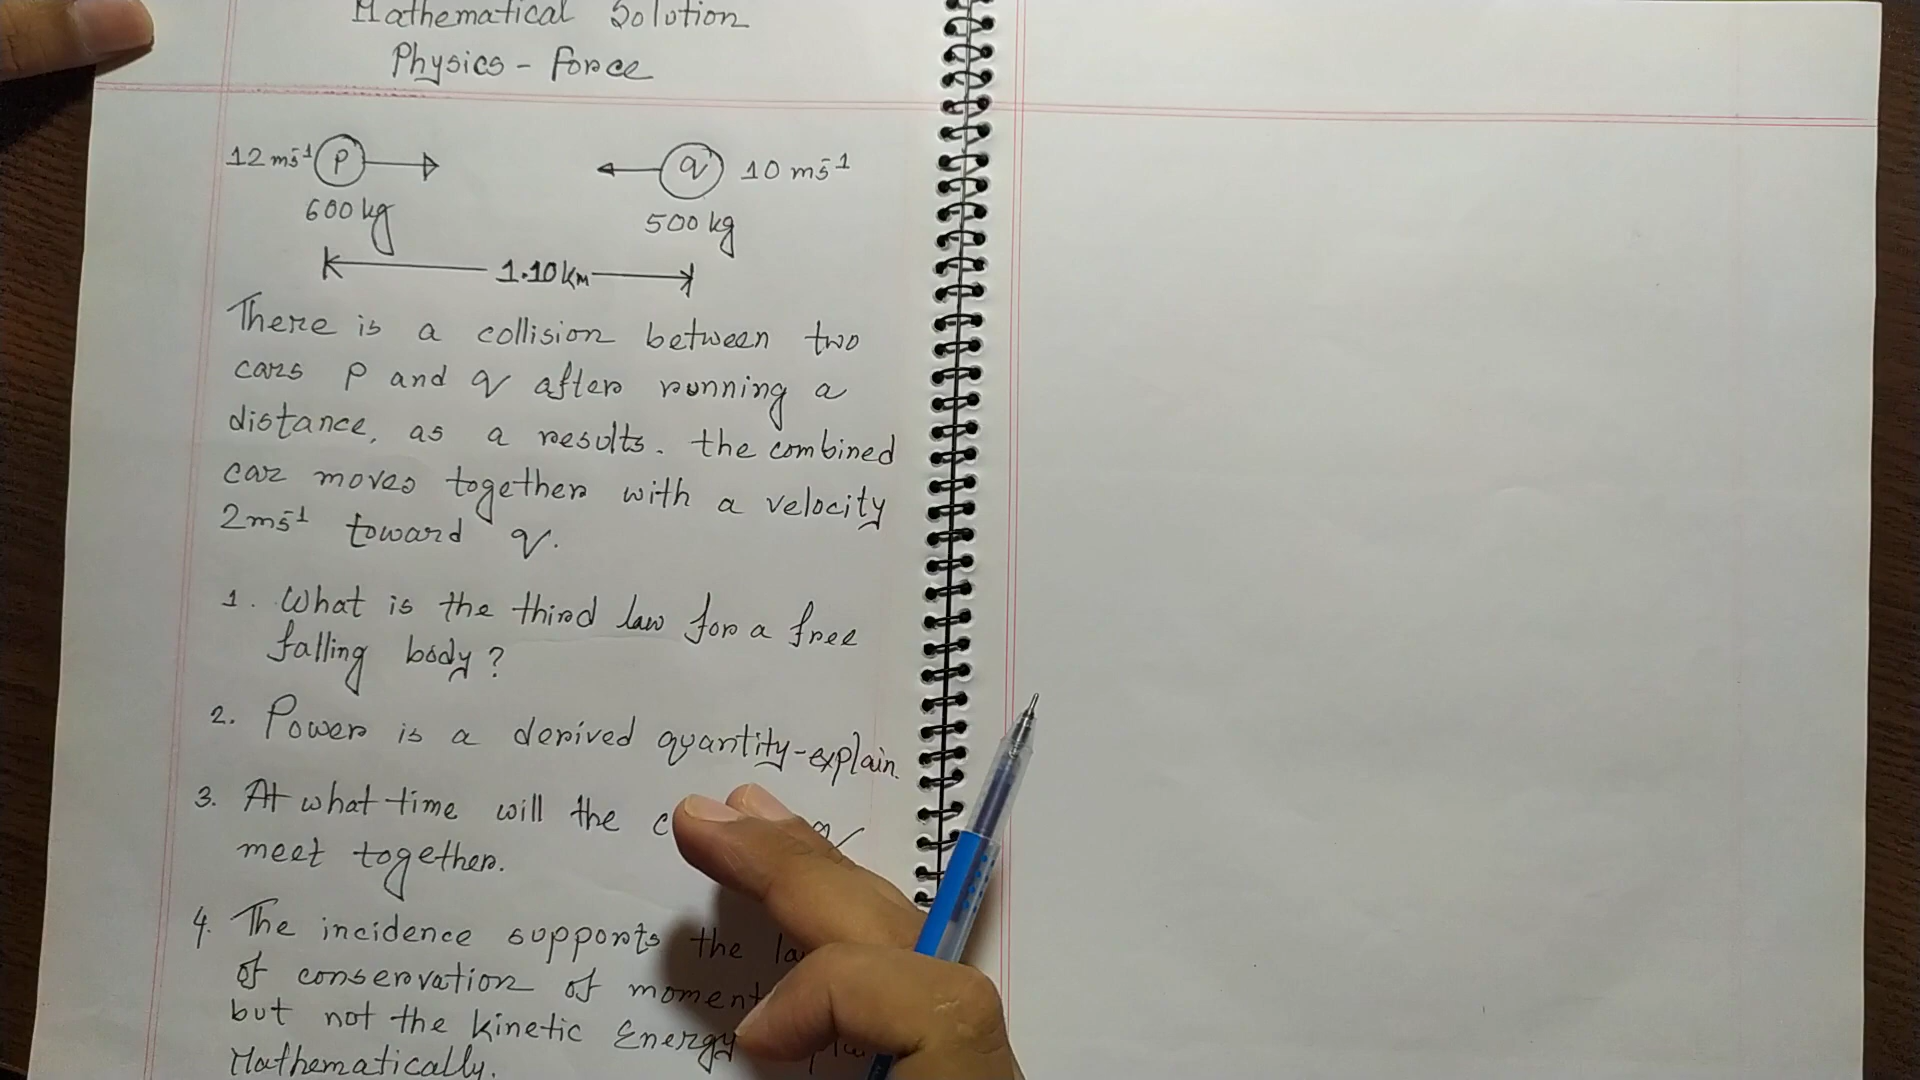 Mathematical Solution
Physics - Force
12 ms⁻¹ P q 10 ms⁻¹
600 kg 500 kg
1.10 km
There is a collision between two
cars P and q after running a
distance, as a results. the combined
car moves together with a velocity
2ms⁻¹ toward q.
1. What is the third law for a free
falling body?
2. Power is a derived quantity-explain.
3. At what time will the q
meet together.
4. The incidence supports the
of conservation of
but not the kinetic Energy
Mathematically.